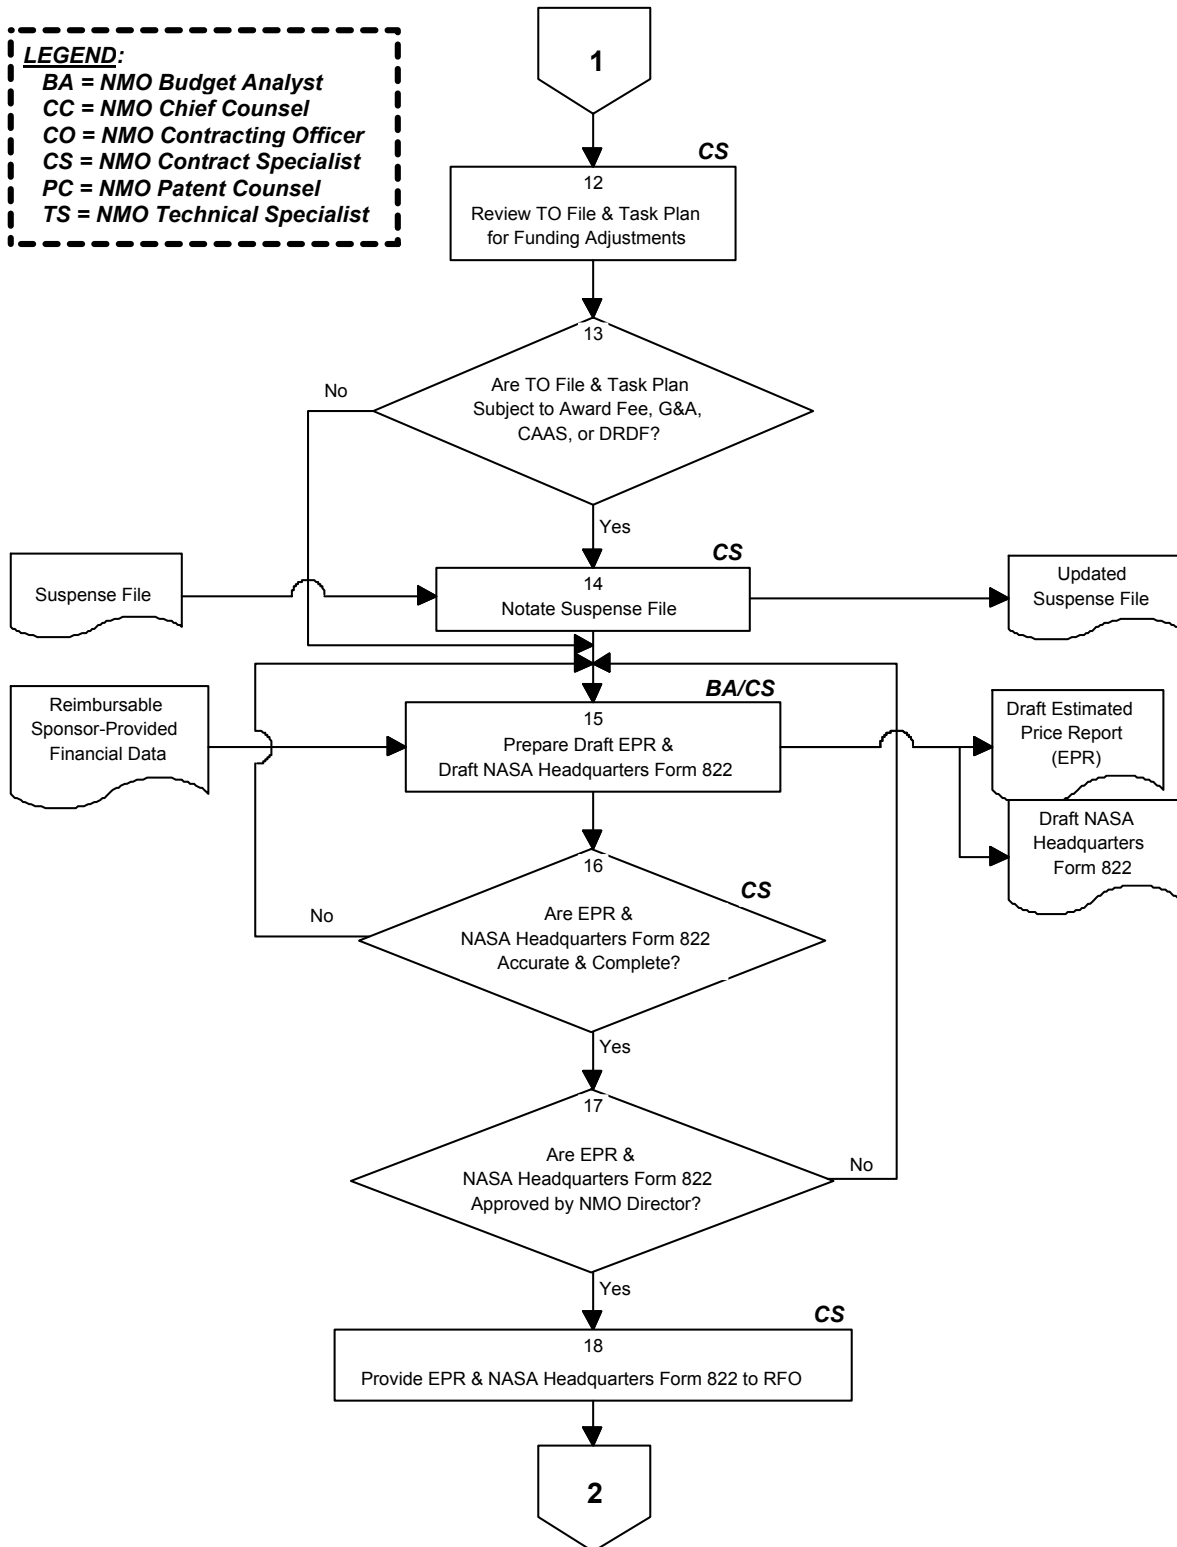 LEGEND:
BA = NMO Budget Analyst
CC = NMO Chief Counsel
CO = NMO Contracting Officer
CS = NMO Contract Specialist
PC = NMO Patent Counsel
TS = NMO Technical Specialist
1
CS
12
Review TO File & Task Plan
for Funding Adjustments
13
Are TO File & Task Plan
Subject to Award Fee, G&A,
CAAS, or DRDF?
No
Yes
Suspense File
CS
14
Notate Suspense File
Updated
Suspense File
Reimbursable
Sponsor-Provided
Financial Data
BA/CS
15
Prepare Draft EPR &
Draft NASA Headquarters Form 822
Draft Estimated
Price Report
(EPR)
Draft NASA
Headquarters
Form 822
16
CS
Are EPR &
NASA Headquarters Form 822
Accurate & Complete?
No
Yes
17
Are EPR &
NASA Headquarters Form 822
Approved by NMO Director?
No
Yes
CS
18
Provide EPR & NASA Headquarters Form 822 to RFO
2